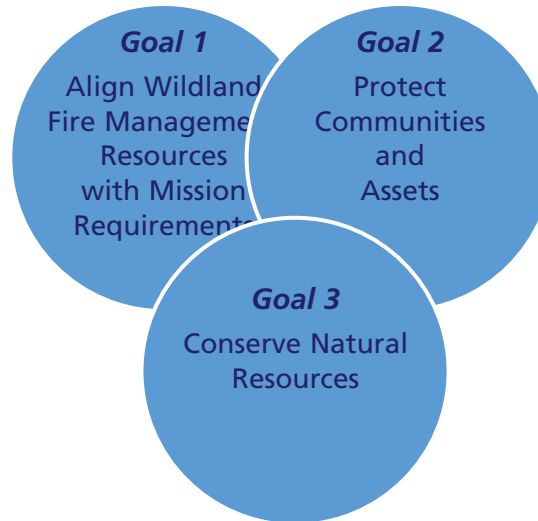 Goal 1
Align Wildland
Fire Manageme
Resources
with Mission
Requirements
Goal 2
Protect
Communities
and
Assets
Goal 3
Conserve Natural
Resources